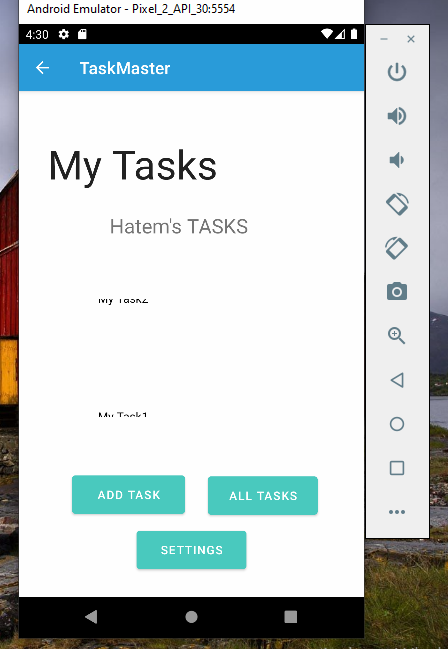 Android Emulator - Pixel_2_API_30:5554
4:30
TaskMaster
My Tasks
Hatem's TASKS
My Task2
My Task1
ADD TASK
ALL TASKS
SETTINGS